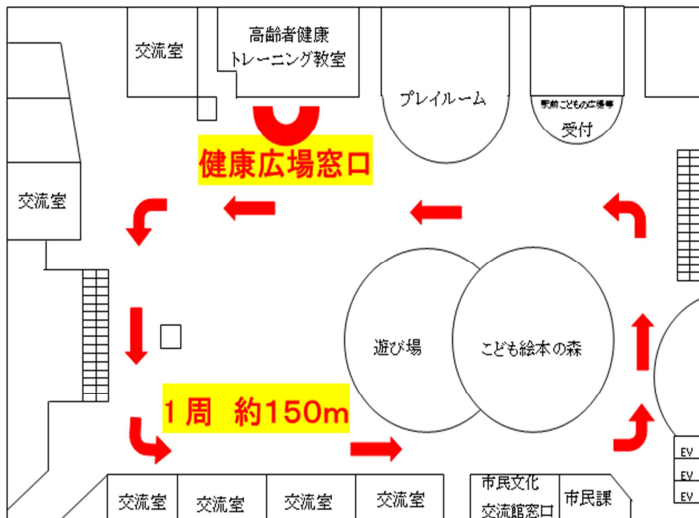 交流室
高齢者健康
トレーニング教室
プレイルーム
駅前こどもの広場等
受付
健康広場窓口
交流室
遊び場
こども絵本の森
1周 約150m
交流室
交流室
交流室
交流室
市民文化
交流館窓口
市民課
EV
EV
EV